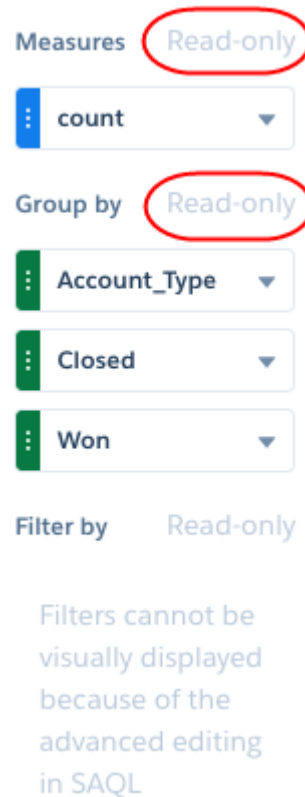 Measures Read-only
count
Group by Read-only
Account_Type
Closed
Won
Filter by Read-only
Filters cannot be
visually displayed
because of the
advanced editing
in SAQL